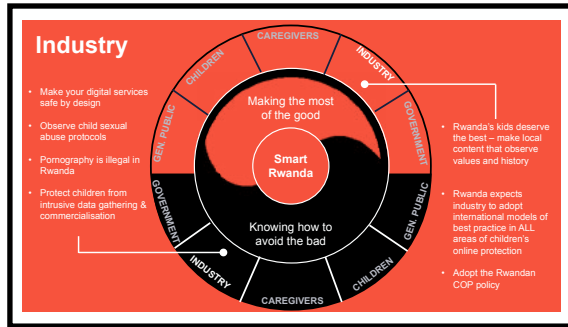 Industry
• Make your digital services
safe by design
• Observe child sexual
abuse protocols
• Pornography is illegal in
Rwanda
• Protect children from
intrusive data gathering &
commercialisation
GEN. PUBLIC
CHILDREN
CAREGIVERS
INDUSTRY
GOVERNMENT
Making the most
of the good
Smart
Rwanda
Knowing how to
avoid the bad
GOVERNMENT
INDUSTRY
CAREGIVERS
CHILDREN
GEN. PUBLIC
• Rwanda's kids deserve
the best – make local
content that observe
values and history
• Rwanda expects
industry to adopt
international models of
best practice in ALL
areas of children's
online protection
• Adopt the Rwandan
COP policy